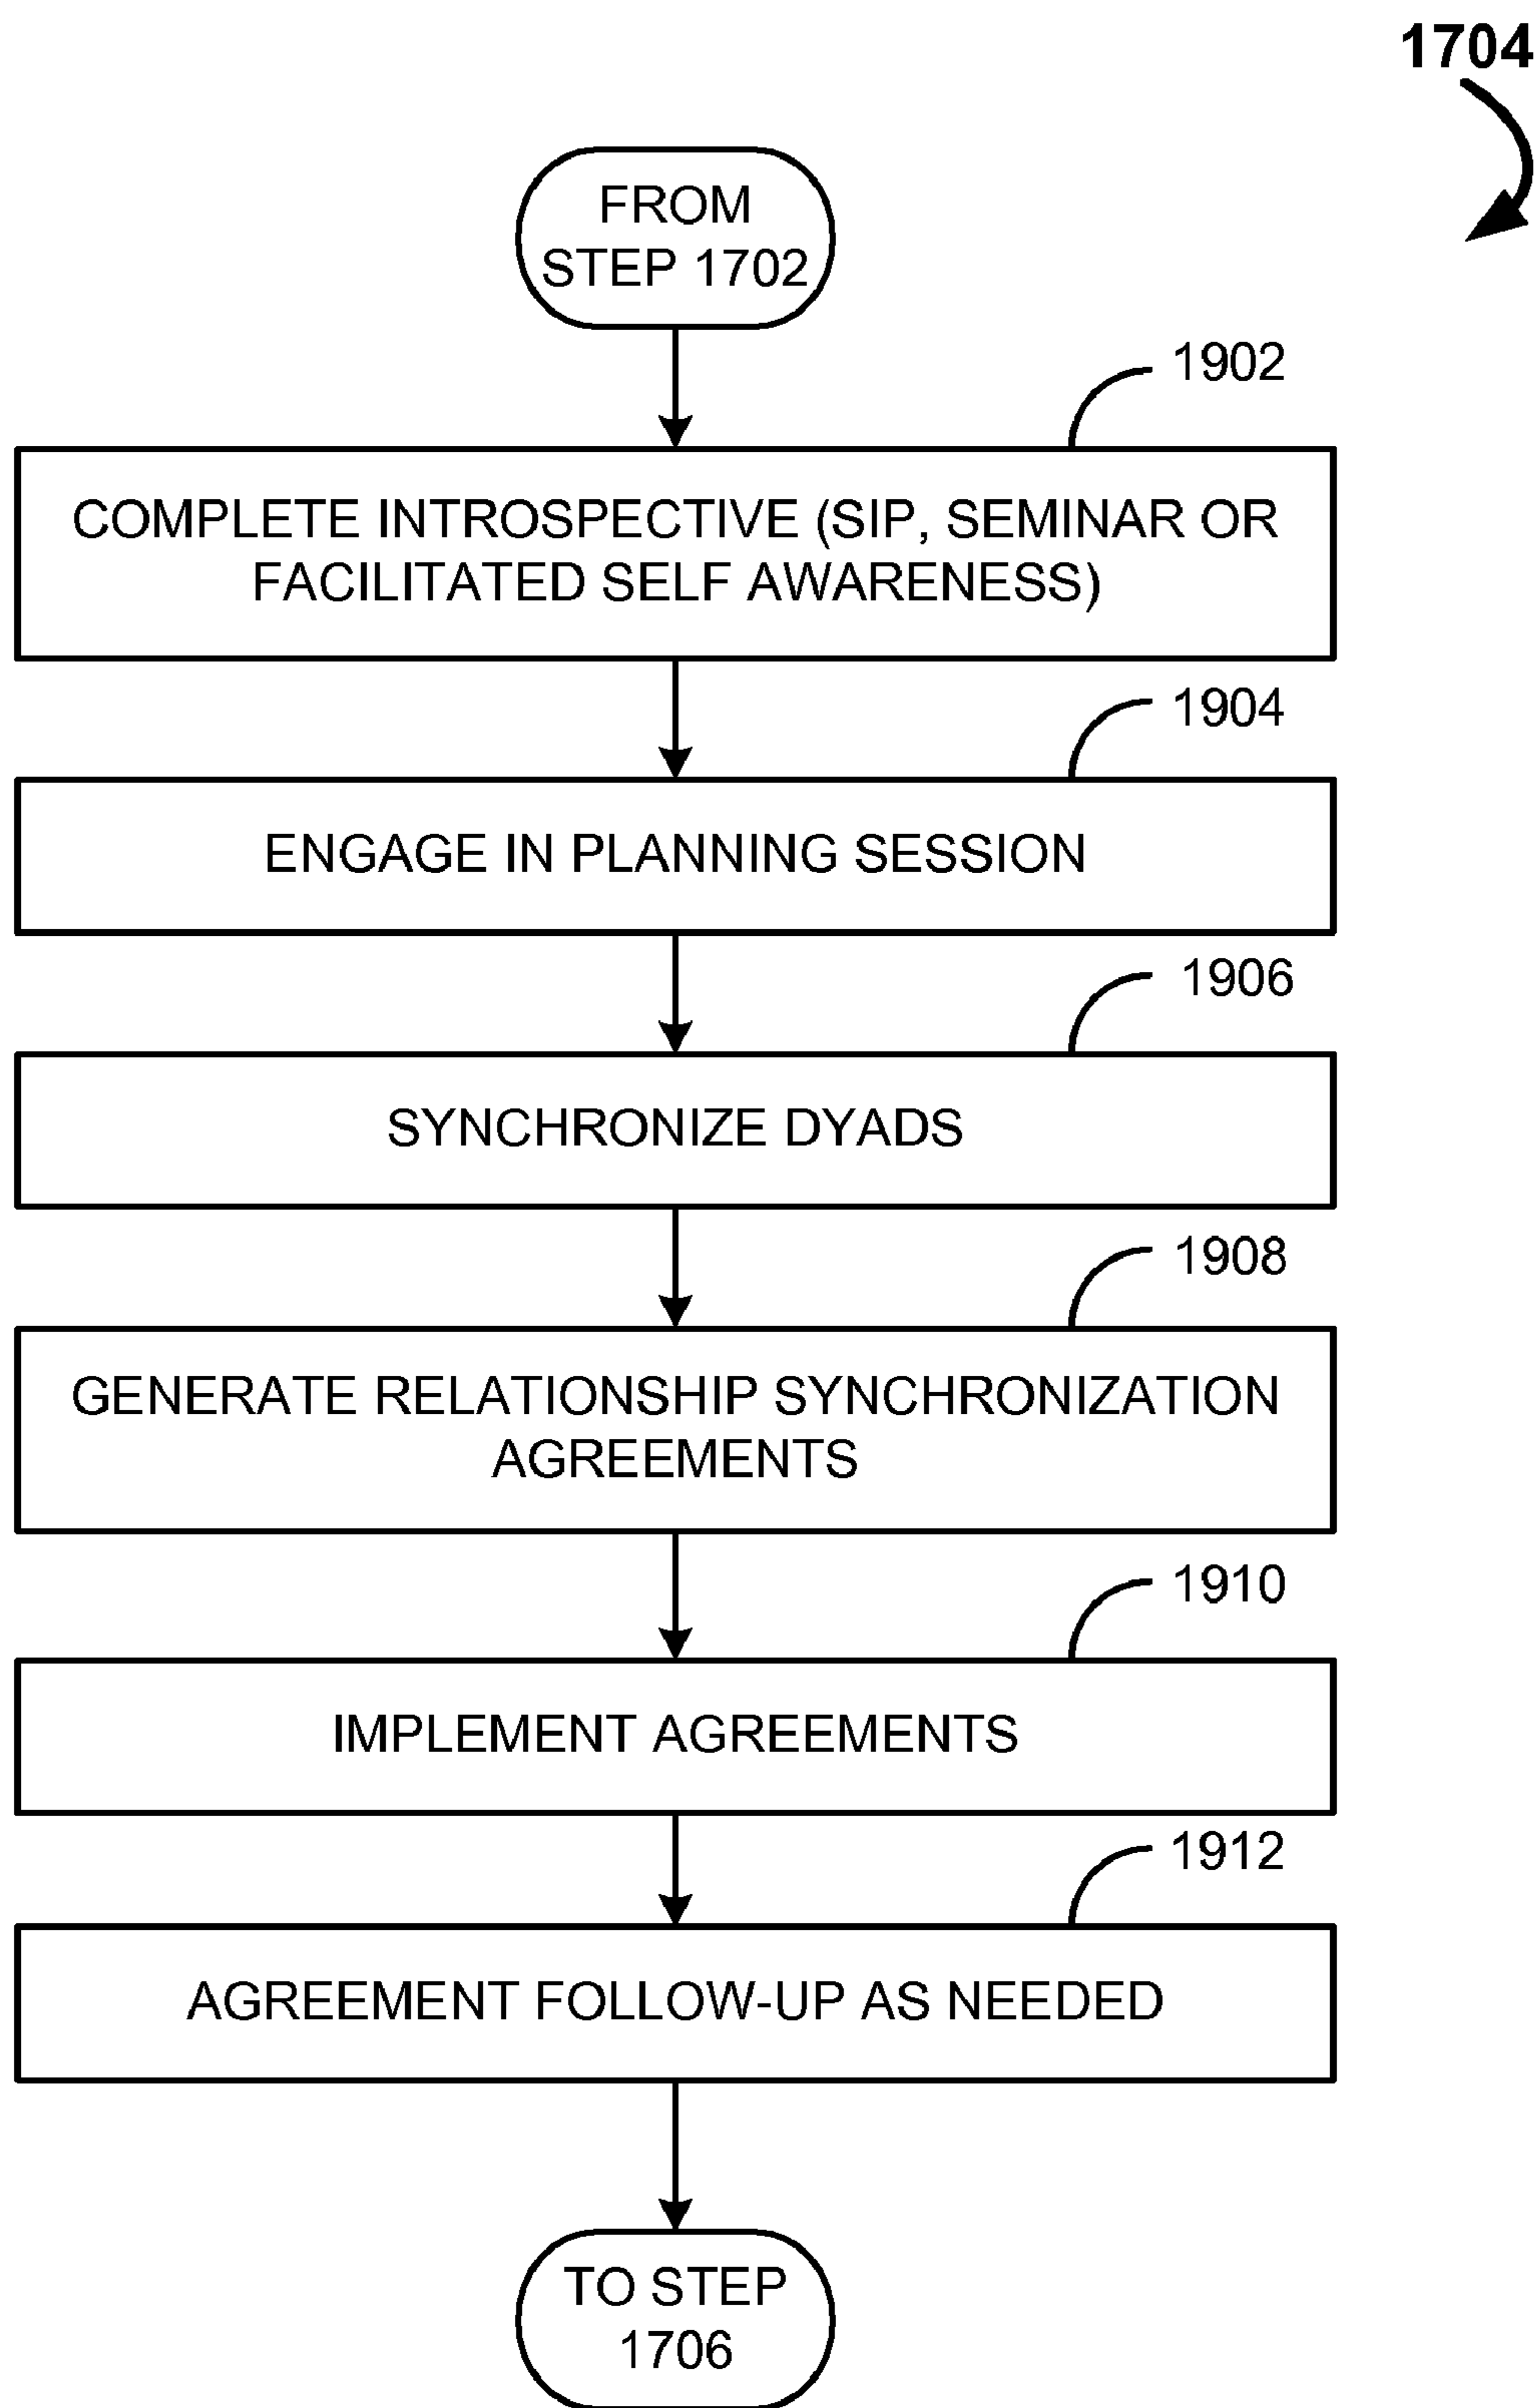 1704
FROM
STEP 1702
1902
COMPLETE INTROSPECTIVE (SIP, SEMINAR OR
FACILITATED SELF AWARENESS)
1904
ENGAGE IN PLANNING SESSION
1906
SYNCHRONIZE DYADS
1908
GENERATE RELATIONSHIP SYNCHRONIZATION
AGREEMENTS
1910
IMPLEMENT AGREEMENTS
1912
AGREEMENT FOLLOW-UP AS NEEDED
TO STEP
1706